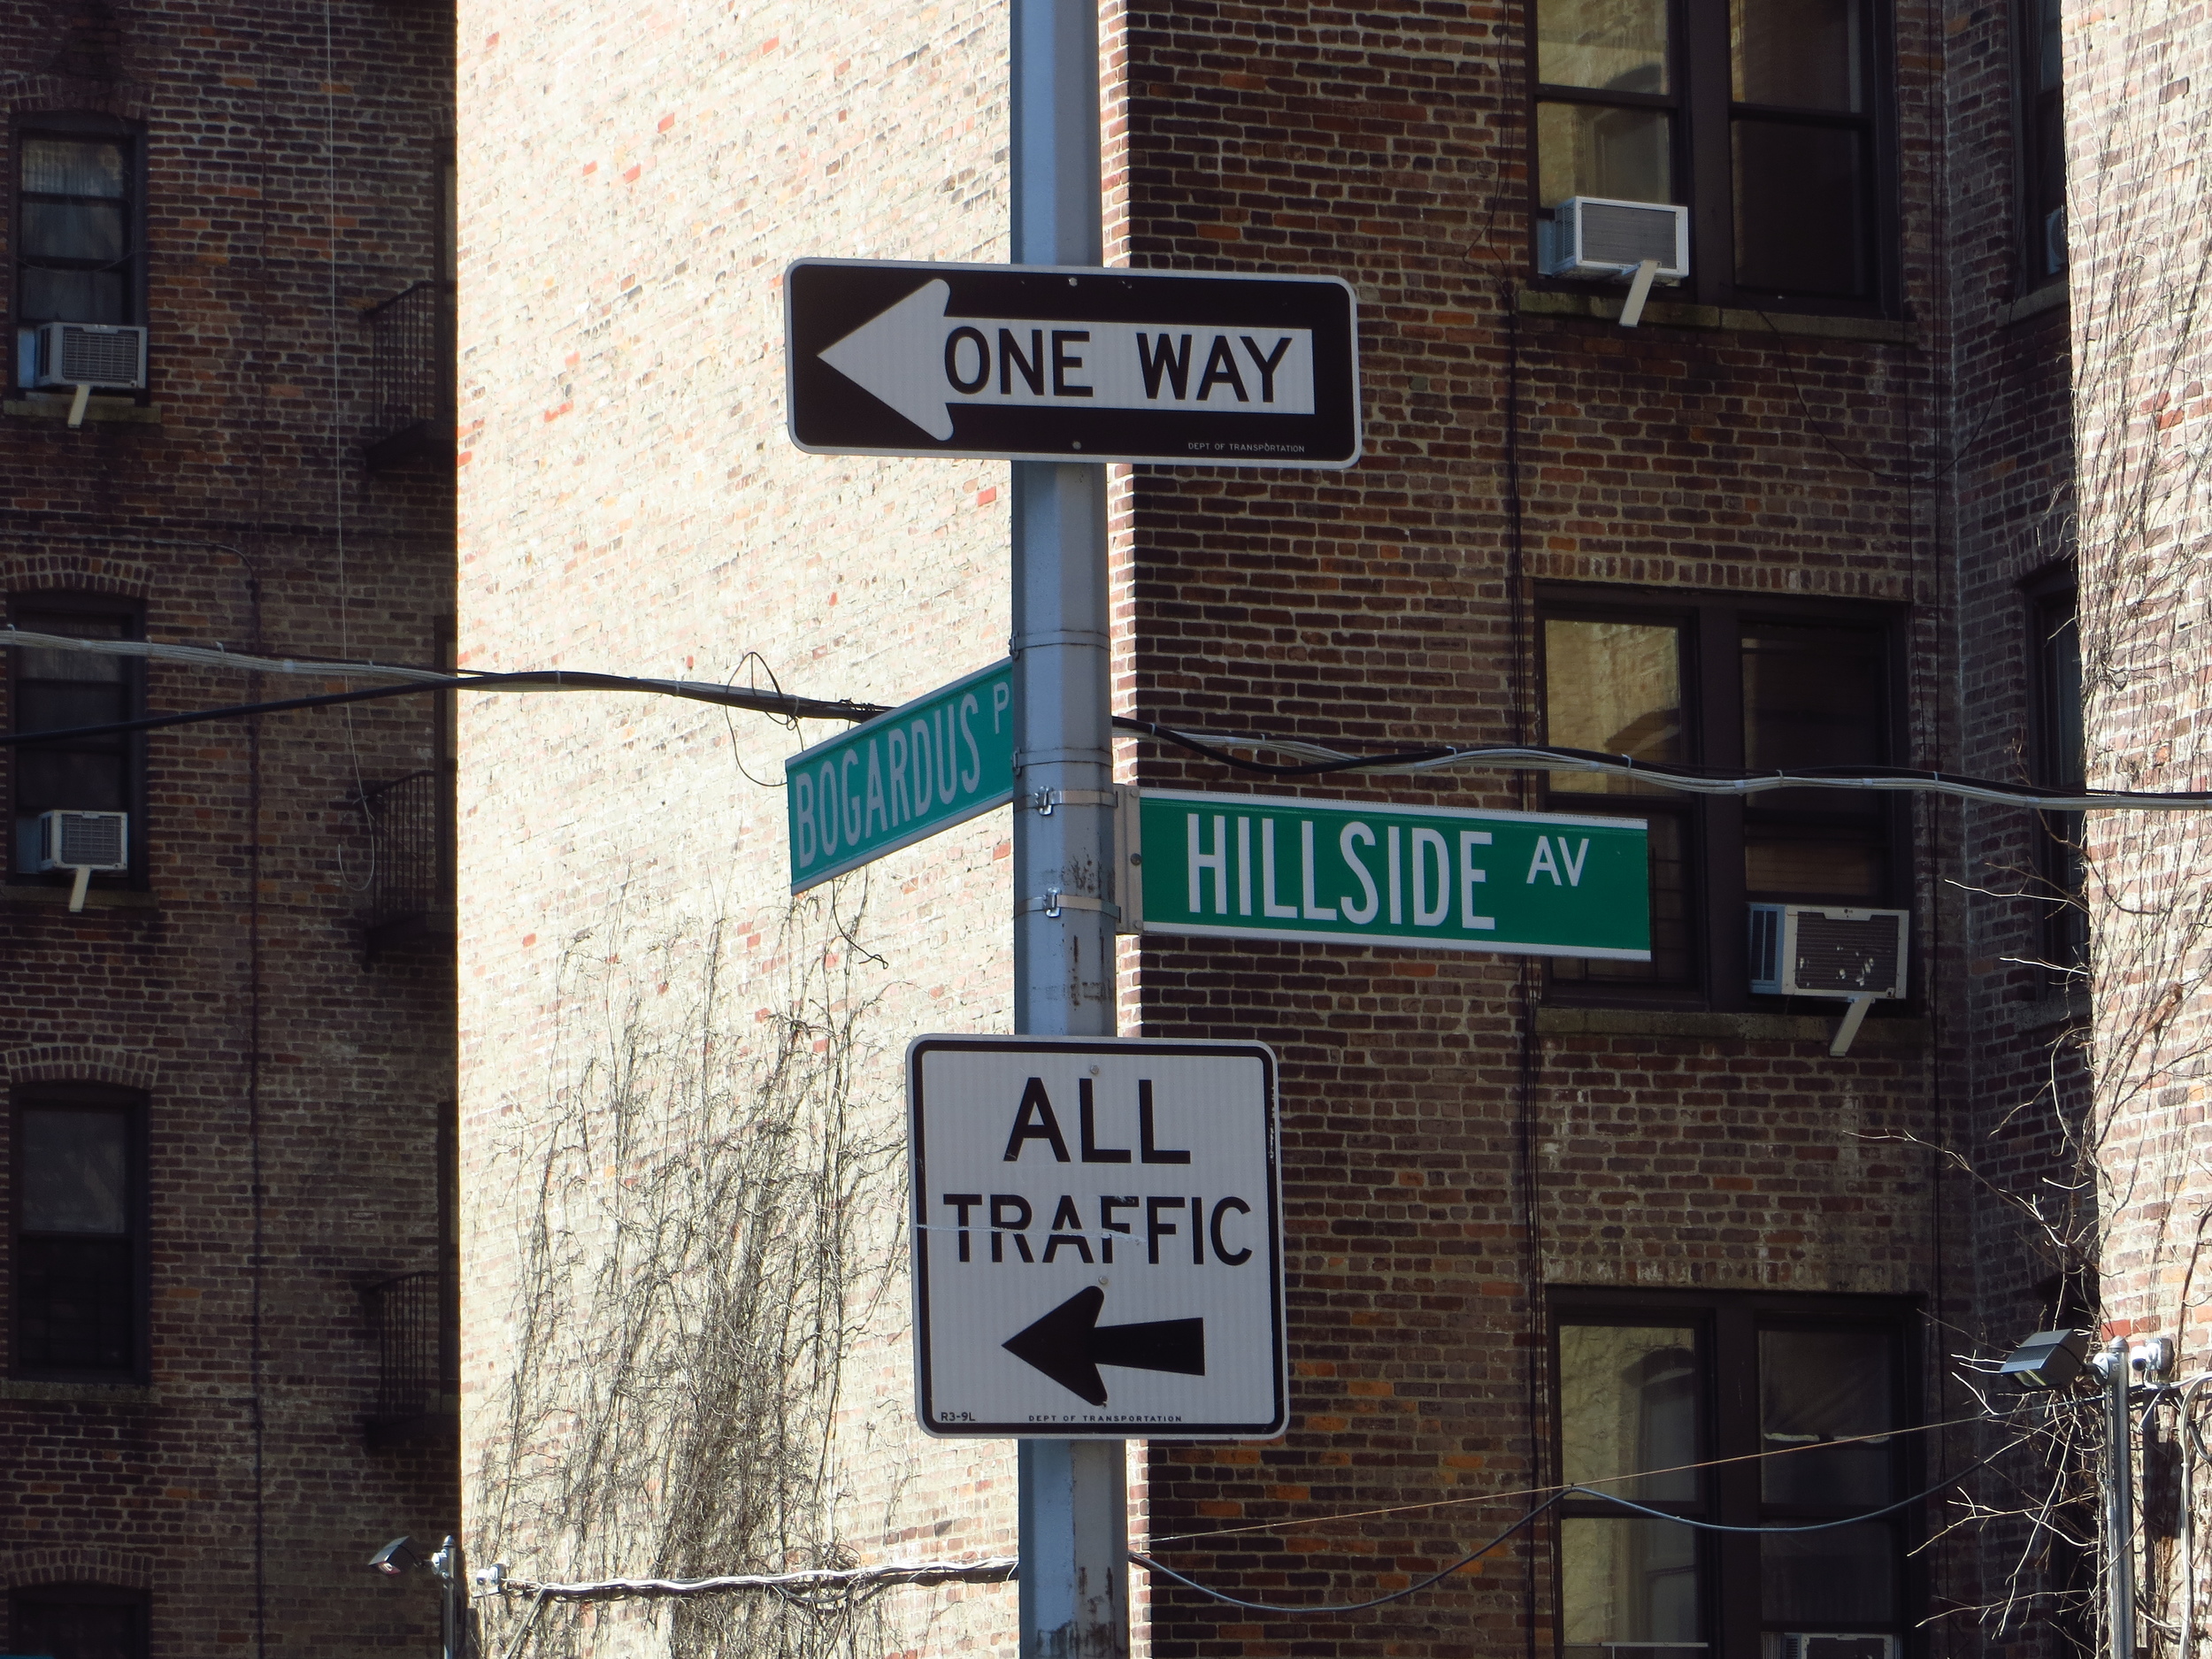 ONE WAY
DEPT OF TRANSPORTATION
BOGARDUS P
HILLSIDE AV
ALL
TRAFFIC
R3-9L DEPT OF TRANSPORTATION